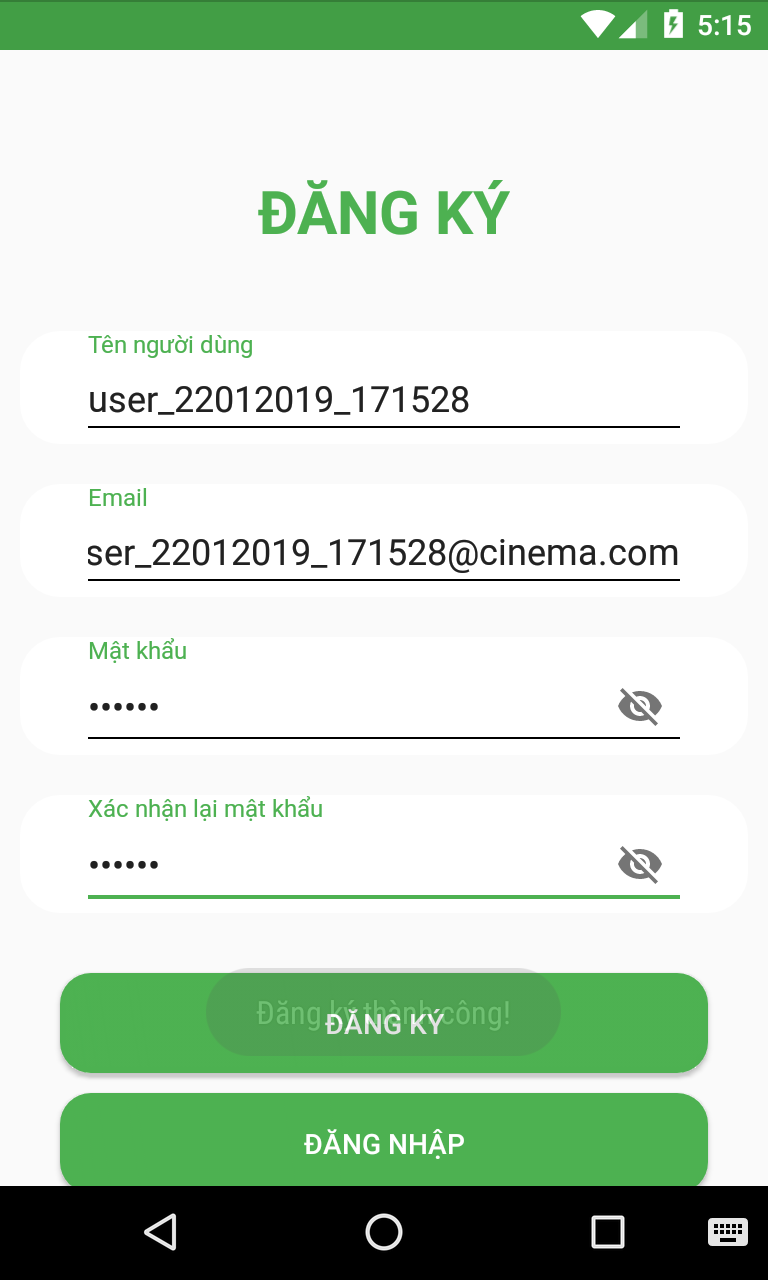 5:15
ĐĂNG KÝ
Tên người dùng
user_22012019_171528
Email
ser_22012019_171528@cinema.com
Mật khẩu
••••••
Xác nhận lại mật khẩu
••••••
Đăng ký thành công!
ĐĂNG KÝ
ĐĂNG NHẬP